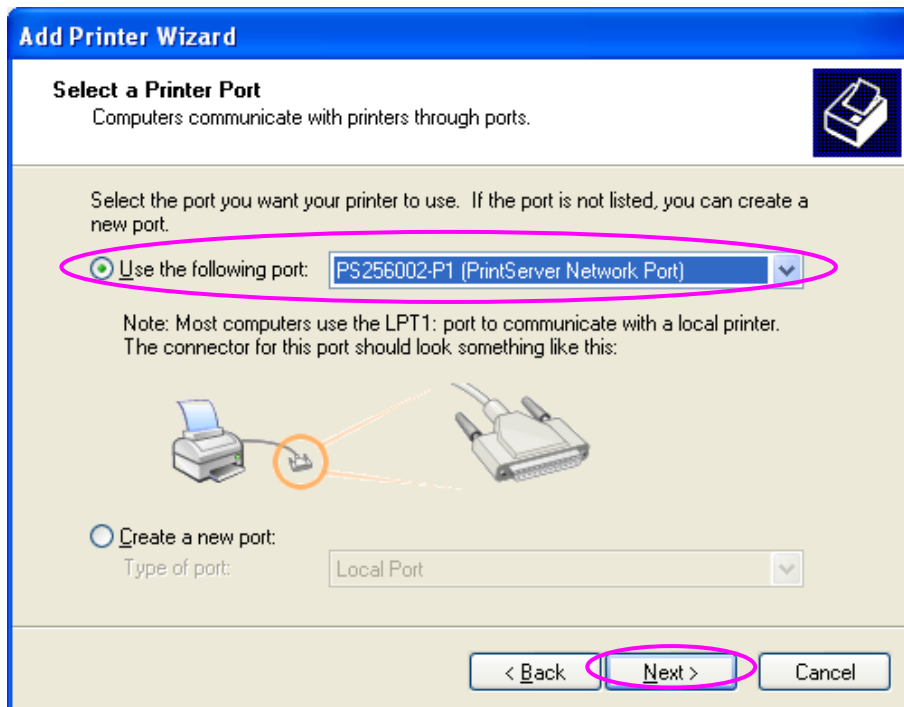 Add Printer Wizard
Select a Printer Port
Computers communicate with printers through ports.
Select the port you want your printer to use. If the port is not listed, you can create a
new port.
Use the following port: PS256002-P1 (PrintServer Network Port)
Note: Most computers use the LPT1: port to communicate with a local printer.
The connector for this port should look something like this:
Create a new port:
Type of port: Local Port
< Back Next > Cancel